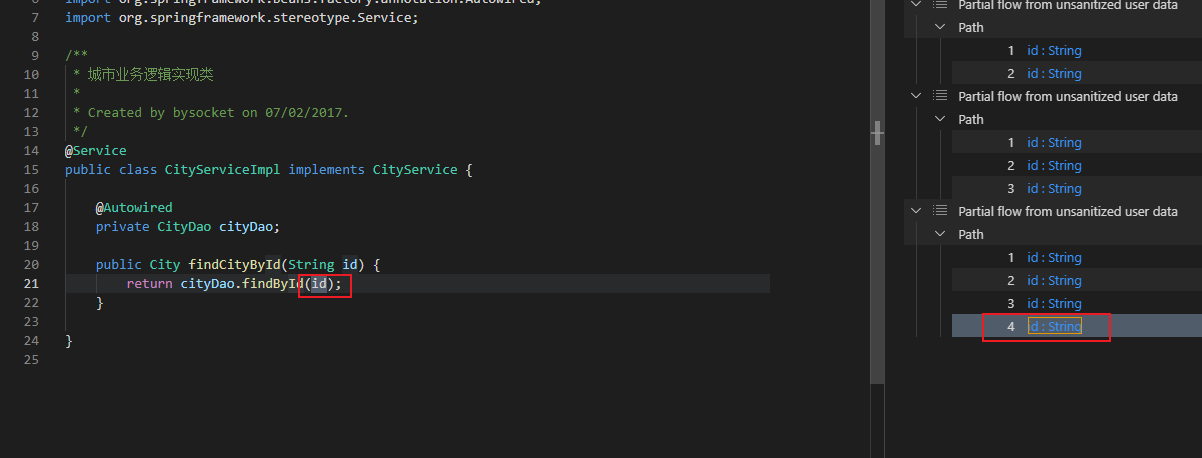 6 import org.springframework.beans.factory.annotation.Autowired;
7 import org.springframework.stereotype.Service;
8
9 /**
10 * 城市业务逻辑实现类
11 *
12 * Created by bysocket on 07/02/2017.
13 */
14 @Service
15 public class CityServiceImpl implements CityService {
16
17 @Autowired
18 private CityDao cityDao;
19
20 public City findCityById(String id) {
21 return cityDao.findById(id);
22 }
23
24 }
25
Partial flow from unsanitized user data
Path
1 id : String
2 id : String
Partial flow from unsanitized user data
Path
1 id : String
2 id : String
3 id : String
Partial flow from unsanitized user data
Path
1 id : String
2 id : String
3 id : String
4 id : String